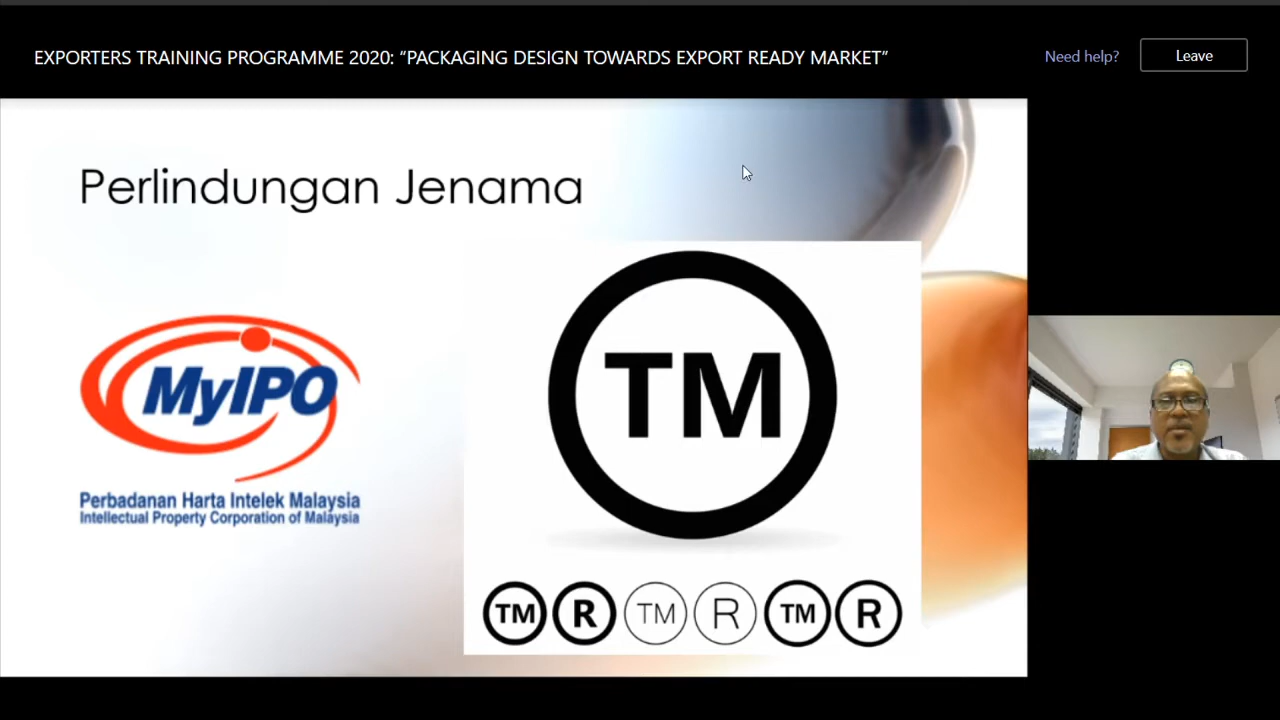 EXPORTERS TRAINING PROGRAMME 2020: “PACKAGING DESIGN TOWARDS EXPORT READY MARKET”
Need help?
Leave
Perlindungan Jenama
MyIPO
Perbadanan Harta Intelek Malaysia
Intellectual Property Corporation of Malaysia
TM
TM R TM R TM R